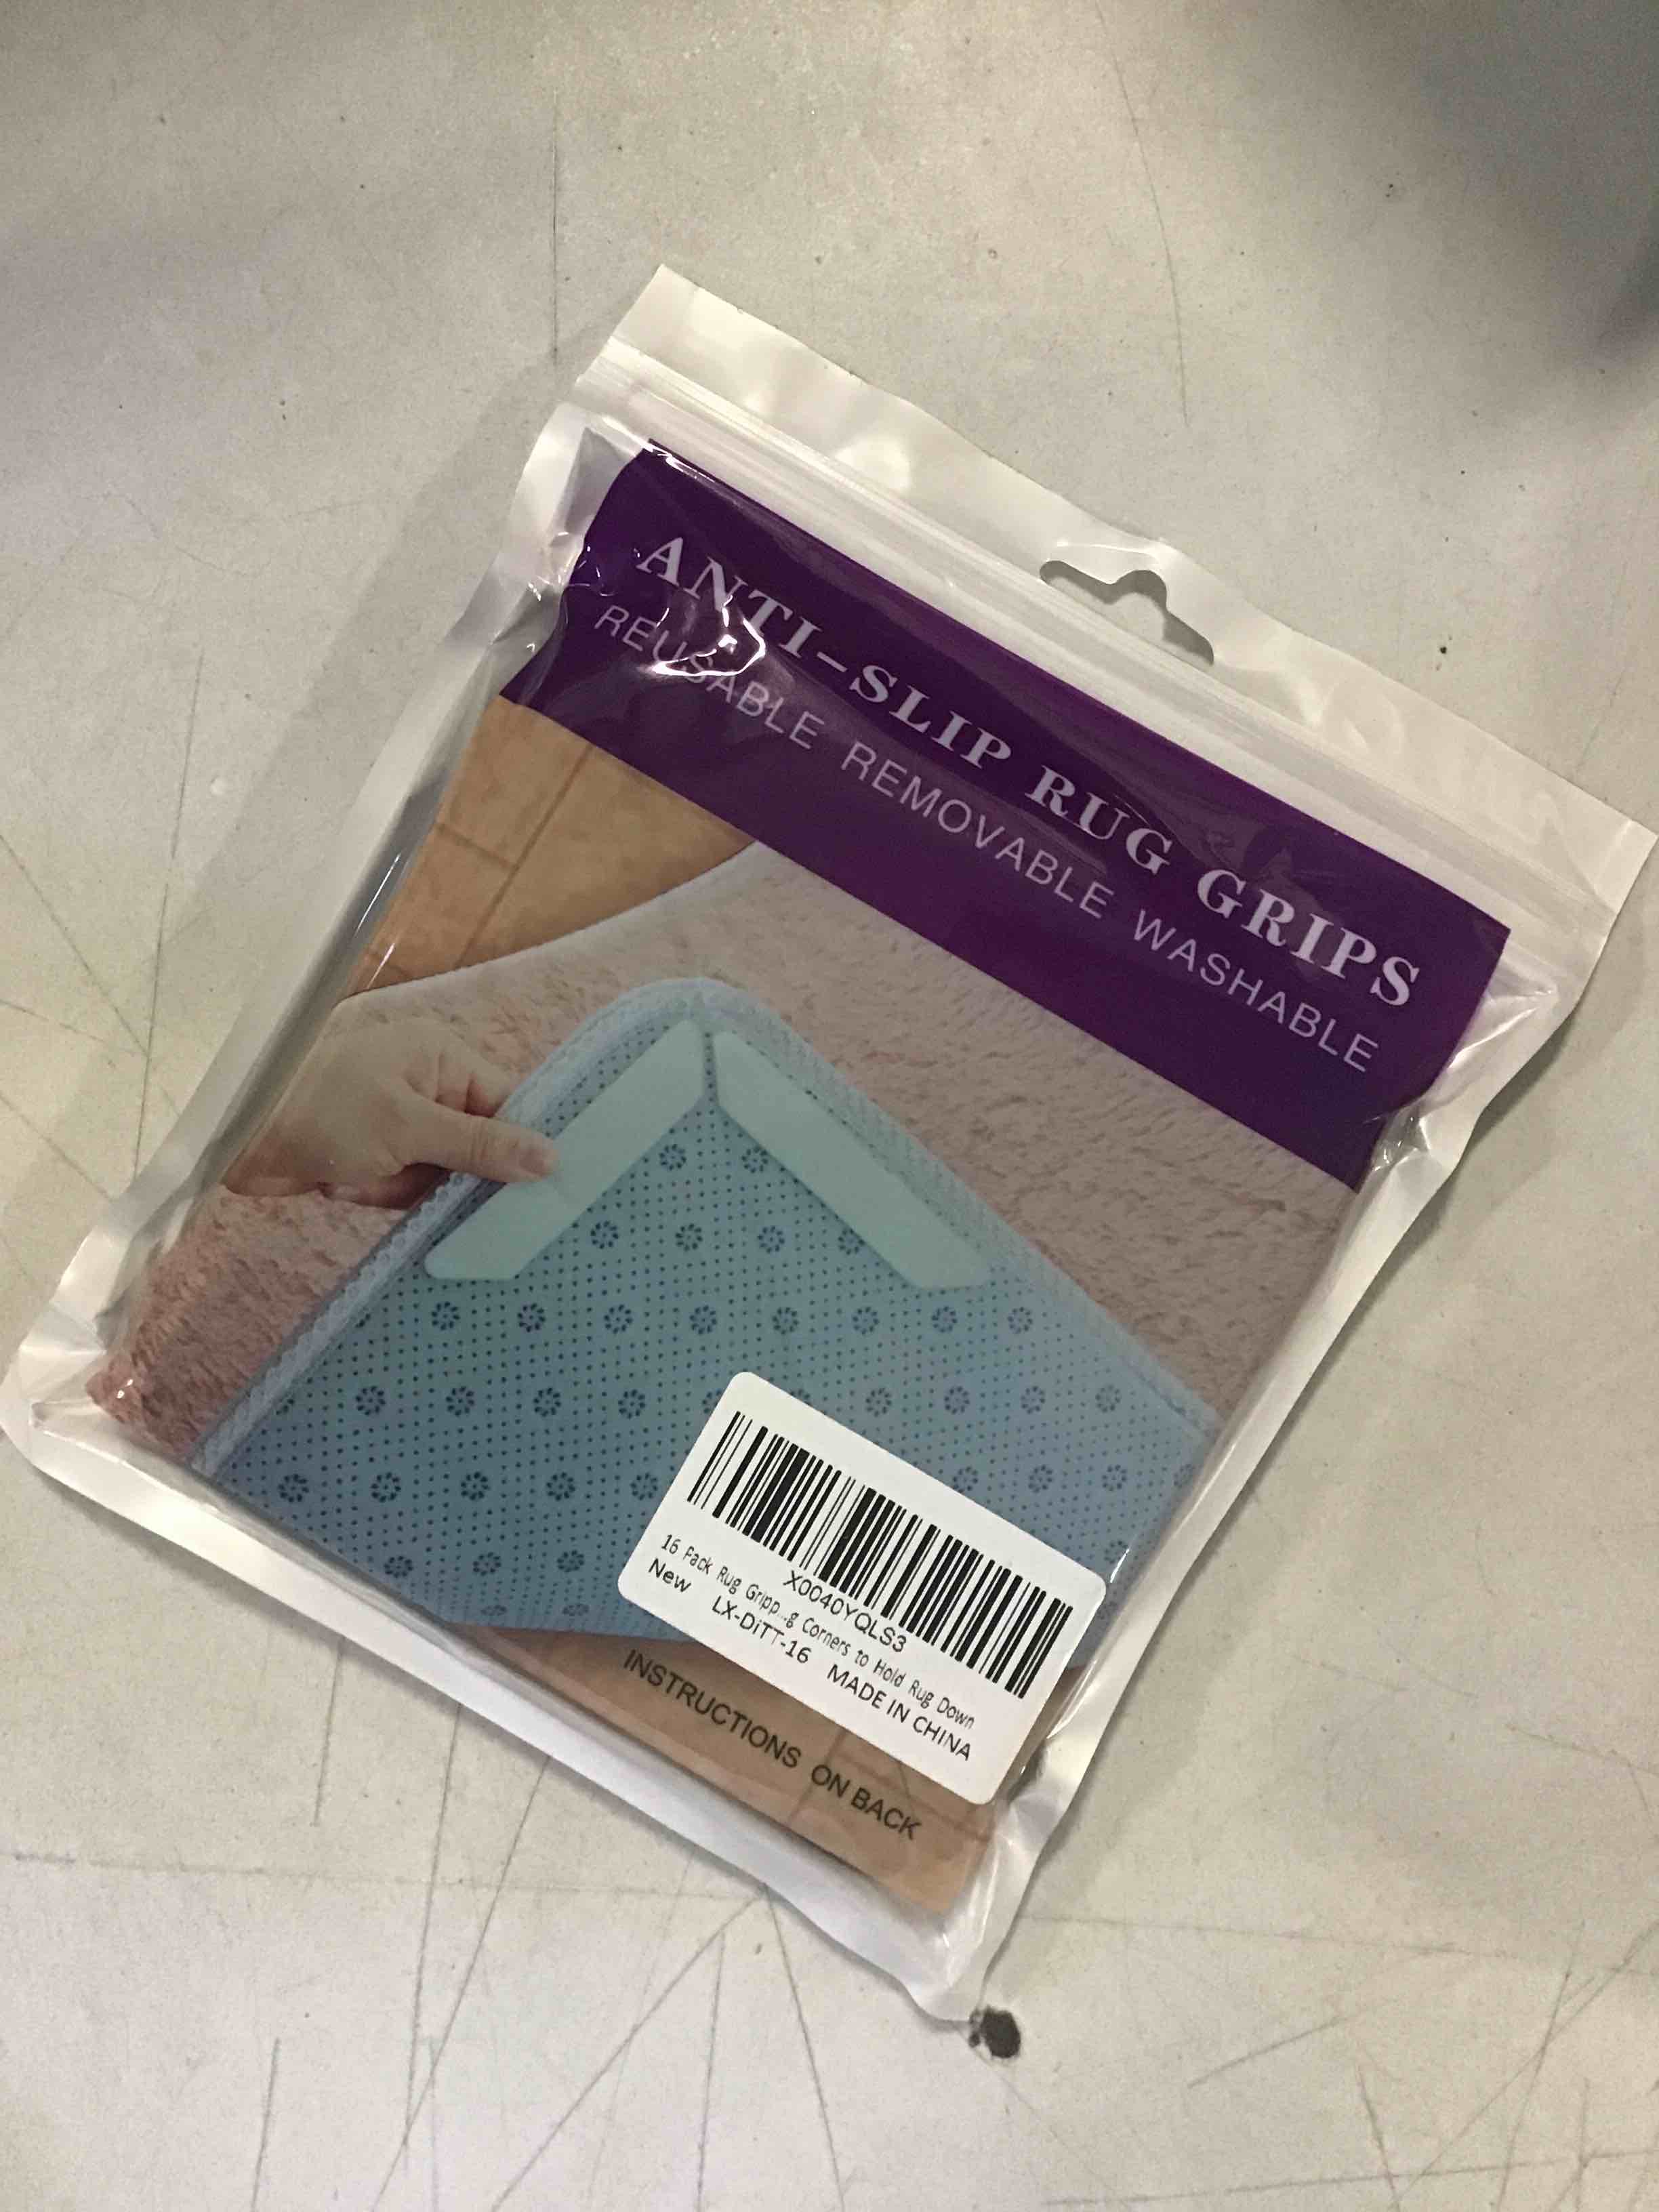 ANTI-SLIP RUG GRIPS
REUSABLE REMOVABLE WASHABLE
X0040YQLS3
16 Pack Rug Gripp...g Corners to Hold Rug Down
New LX-DiTT-16 MADE IN CHINA
INSTRUCTIONS ON BACK